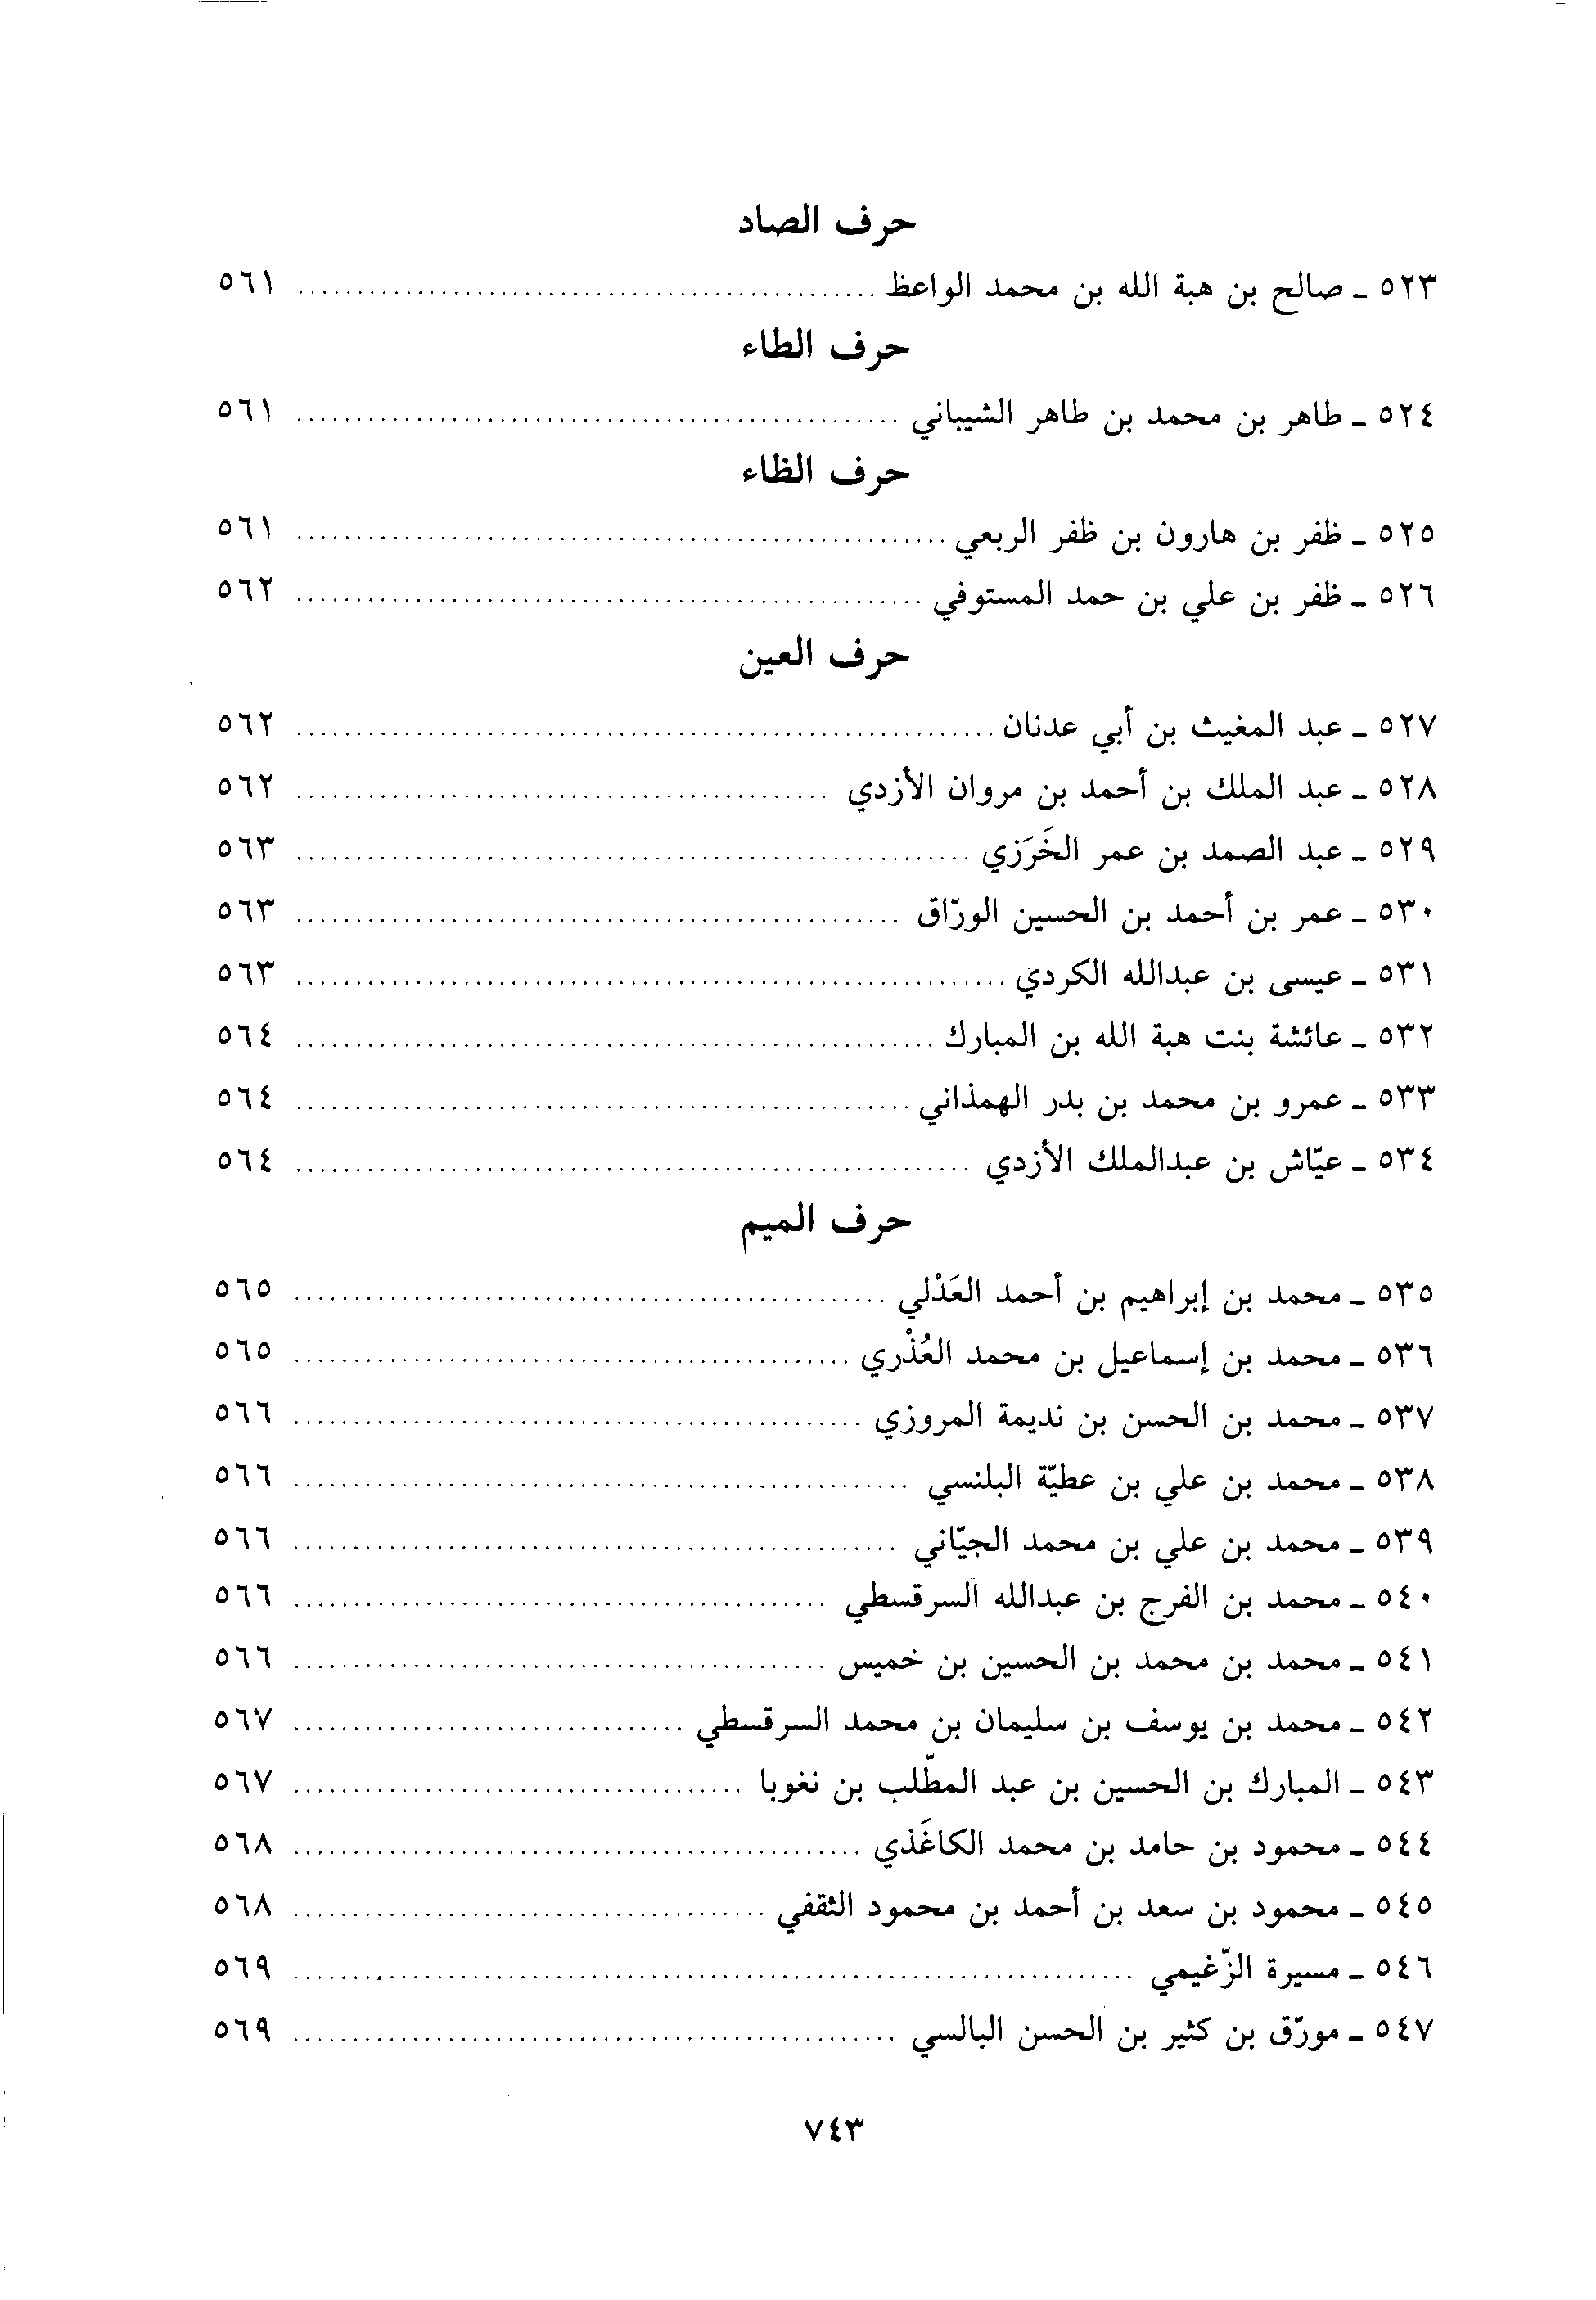 حرف الصاد
٥٢٣ - صالح بن هبة الله بن محمد الواعظ ........ ٥٦١
حرف الطاء
٥٢٤ - طاهر بن محمد بن طاهر الشيباني ........ ٥٦١
حرف الظاء
٥٢٥ - ظفر بن هارون بن ظفر الربعي ........ ٥٦١
٥٢٦ - ظفر بن علي بن حمد المستوفي ........ ٥٦٢
حرف العين
٥٢٧ - عبد المغيث بن أبي عدنان ........ ٥٦٢
٥٢٨ - عبد الملك بن أحمد بن مروان الأزدي ........ ٥٦٢
٥٢٩ - عبد الصمد بن عمر الخَرَزي ........ ٥٦٣
٥٣٠ - عمر بن أحمد بن الحسين الورّاق ........ ٥٦٣
٥٣١ - عيسى بن عبدالله الكردي ........ ٥٦٣
٥٣٢ - عائشة بنت هبة الله بن المبارك ........ ٥٦٤
٥٣٣ - عمرو بن محمد بن بدر الهمذاني ........ ٥٦٤
٥٣٤ - عيّاش بن عبدالملك الأزدي ........ ٥٦٤
حرف الميم
٥٣٥ - محمد بن إبراهيم بن أحمد العَدْلي ........ ٥٦٥
٥٣٦ - محمد بن إسماعيل بن محمد العُذْري ........ ٥٦٥
٥٣٧ - محمد بن الحسن بن نديمة المروزي ........ ٥٦٦
٥٣٨ - محمد بن علي بن عطيّة البلنسي ........ ٥٦٦
٥٣٩ - محمد بن علي بن محمد الجيّاني ........ ٥٦٦
٥٤٠ - محمد بن الفرج بن عبدالله السرقسطي ........ ٥٦٦
٥٤١ - محمد بن محمد بن الحسين بن خميس ........ ٥٦٦
٥٤٢ - محمد بن يوسف بن سليمان بن محمد السرقسطي ........ ٥٦٧
٥٤٣ - المبارك بن الحسين بن عبد المطّلب بن نغوبا ........ ٥٦٧
٥٤٤ - محمود بن حامد بن محمد الكاغَذي ........ ٥٦٨
٥٤٥ - محمود بن سعد بن أحمد بن محمود الثقفي ........ ٥٦٨
٥٤٦ - مسيرة الزّغيمي ........ ٥٦٩
٥٤٧ - مورّق بن كثير بن الحسن البالسي ........ ٥٦٩
٧٤٣